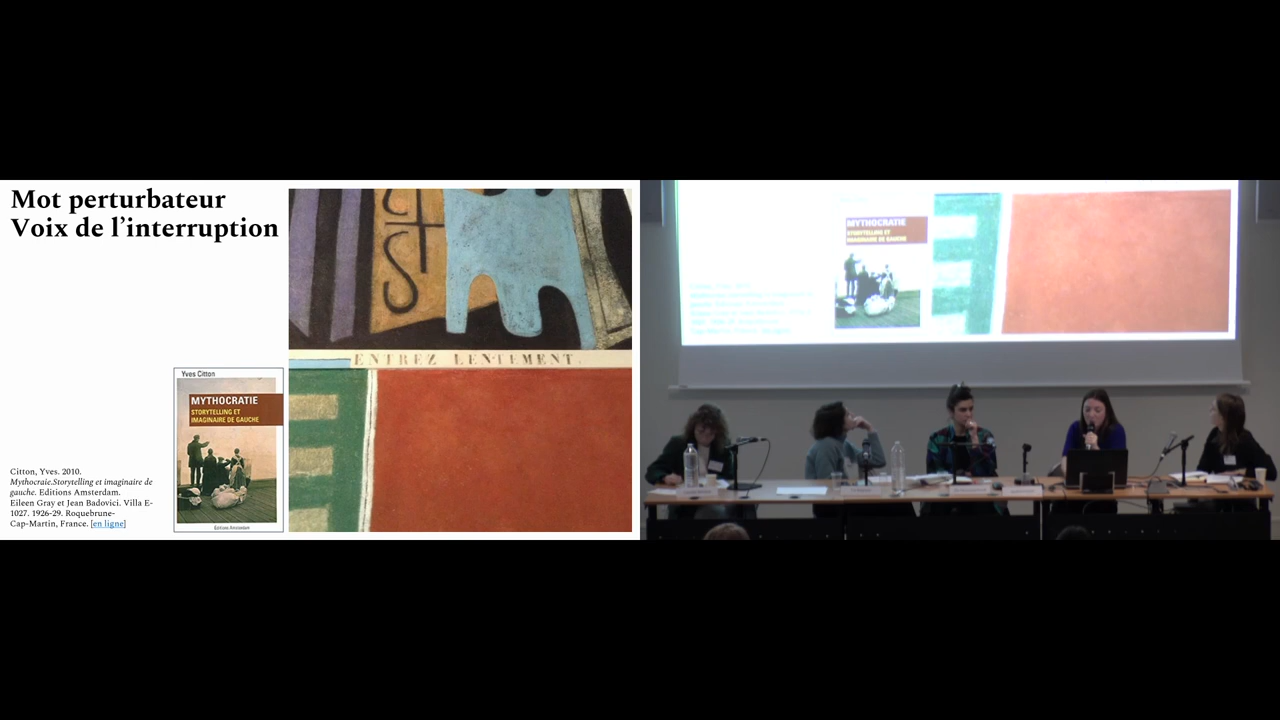 Mot perturbateur
Voix de l'interruption
ENTREZ LENTEMENT.
Yves Citton
MYTHOCRATIE
STORYTELLING ET
IMAGINAIRE DE GAUCHE
Editions Amsterdam
Citton, Yves. 2010.
Mythocraie.Storytelling et imaginaire de
gauche. Editions Amsterdam.
Eileen Gray et Jean Badovici. Villa E-
1027. 1926-29. Roquebrune-
Cap-Martin, France. [en ligne]
MYTHOCRATIE
STORYTELLING ET
IMAGINAIRE DE GAUCHE